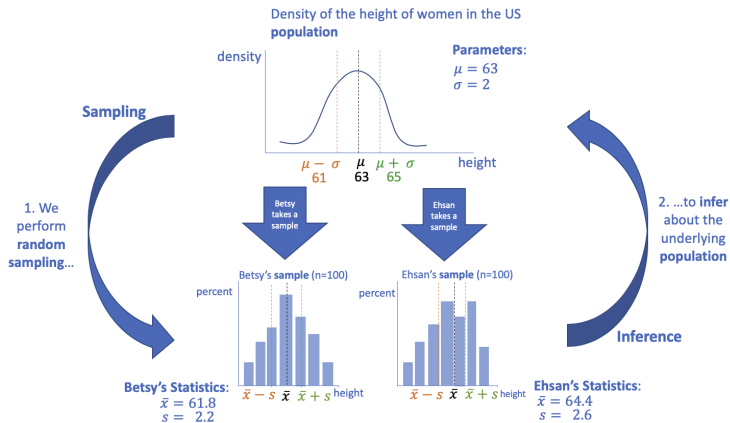 Density of the height of women in the US
population
density
Parameters:
μ = 63
σ = 2
Sampling
μ − σ μ μ + σ height
61 63 65
1. We
perform
random
sampling…
Betsy
takes a
sample
Ehsan
takes a
sample
2. …to infer
about the
underlying
population
Betsy's sample (n=100)
Ehsan's sample (n=100)
percent
percent
Inference
x̄ − s x̄ x̄ + s height
x̄ − s x̄ x̄ + s height
Betsy's Statistics:
x̄ = 61.8
s = 2.2
Ehsan's Statistics:
x̄ = 64.4
s = 2.6